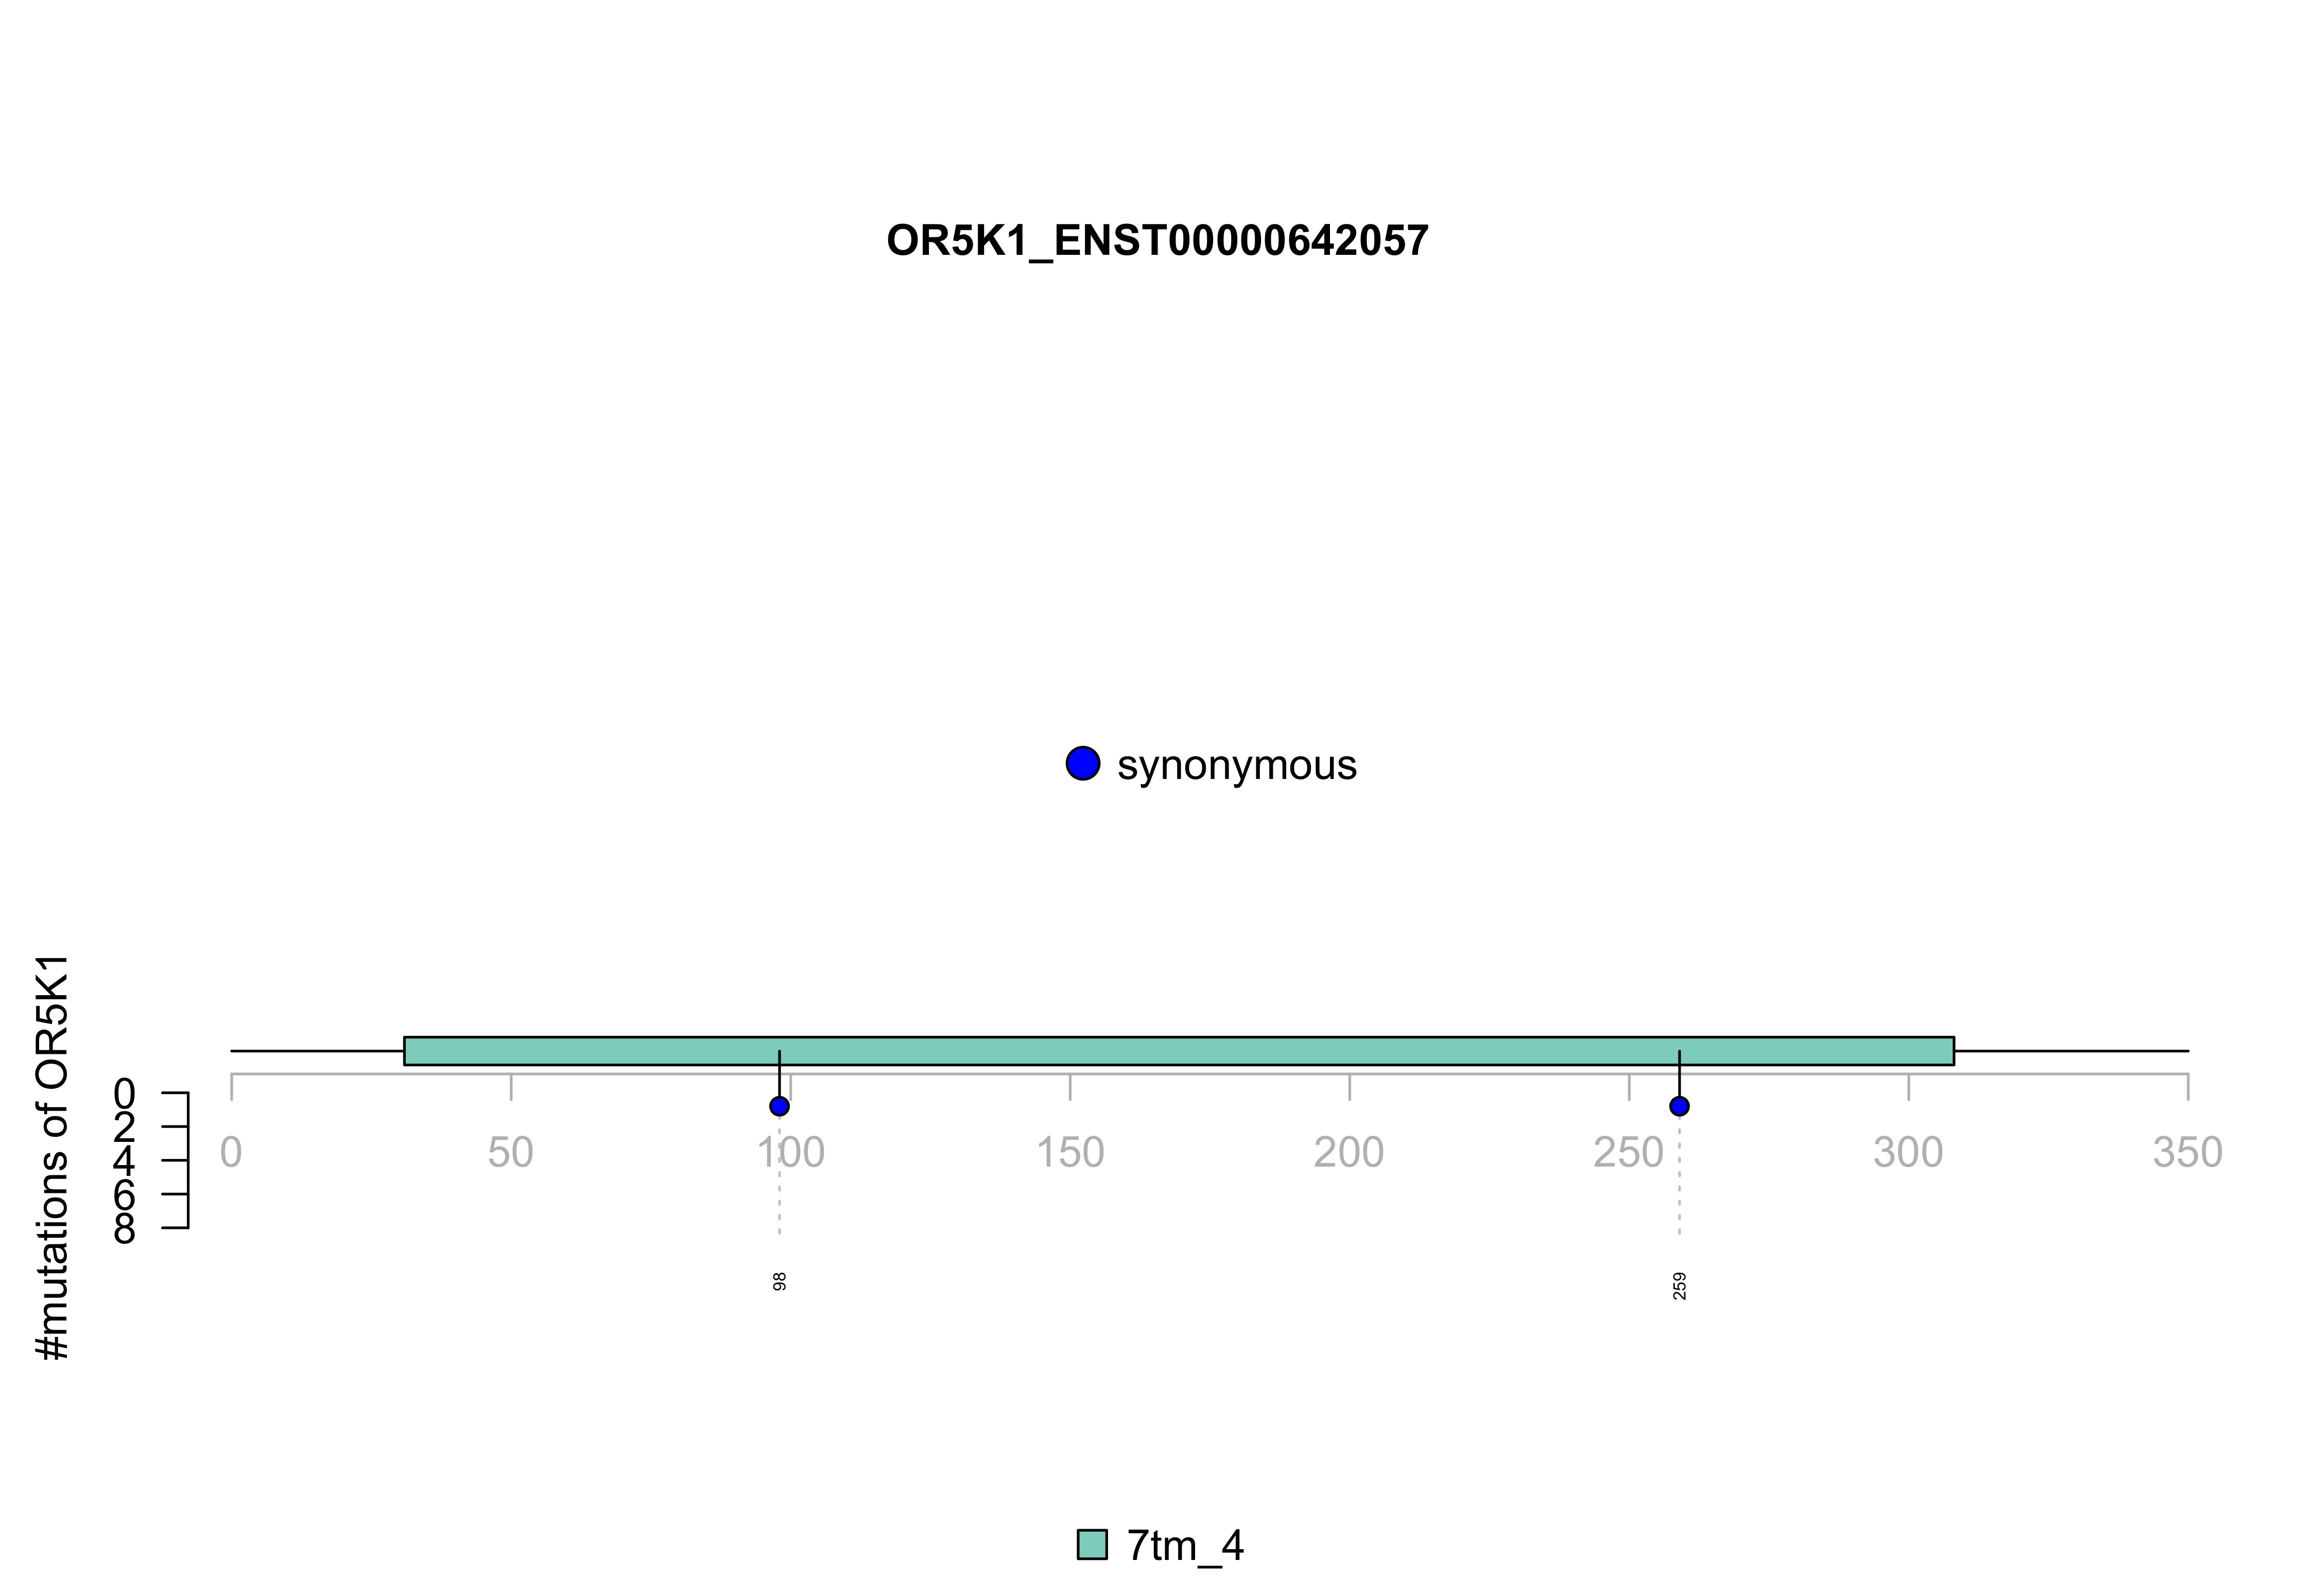 OR5K1_ENST00000642057
synonymous
#mutations of OR5K1
0
2
4
6
8
0 50 100 150 200 250 300 350
98 259
7tm_4